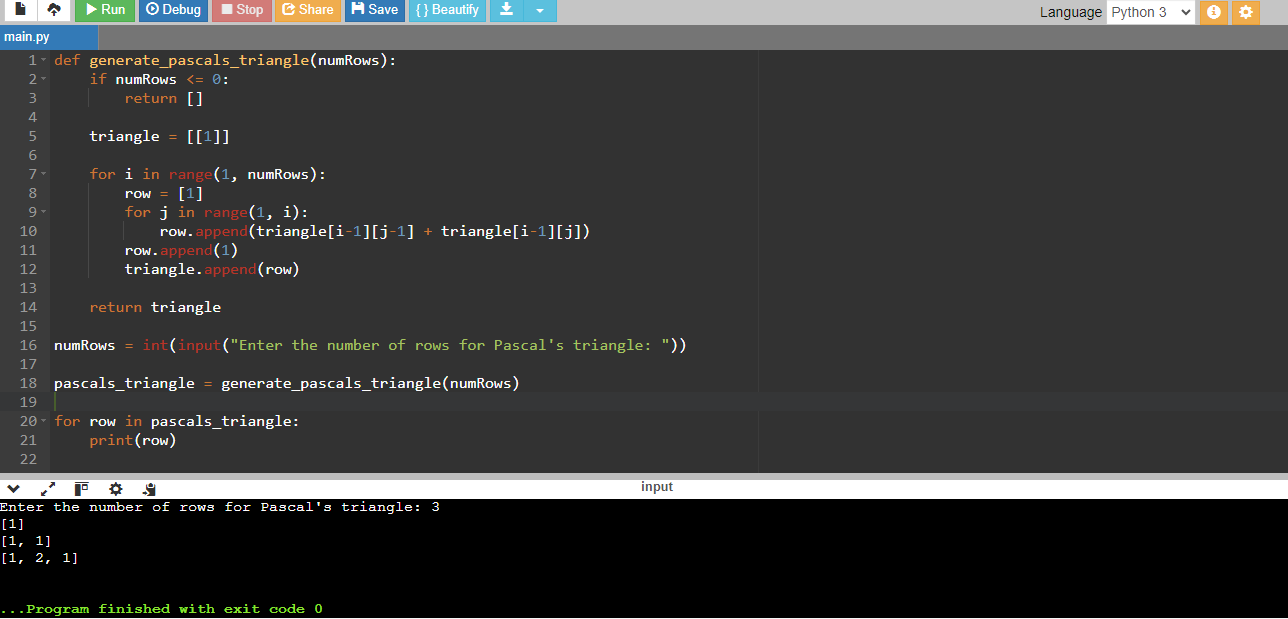 Run Debug Stop Share Save { } Beautify Language Python 3
main.py
1 def generate_pascals_triangle(numRows):
2     if numRows <= 0:
3         return []
4
5     triangle = [[1]]
6
7     for i in range(1, numRows):
8         row = [1]
9         for j in range(1, i):
10             row.append(triangle[i-1][j-1] + triangle[i-1][j])
11         row.append(1)
12         triangle.append(row)
13
14     return triangle
15
16 numRows = int(input("Enter the number of rows for Pascal's triangle: "))
17
18 pascals_triangle = generate_pascals_triangle(numRows)
19
20 for row in pascals_triangle:
21     print(row)
22
input
Enter the number of rows for Pascal's triangle: 3
[1]
[1, 1]
[1, 2, 1]
...Program finished with exit code 0